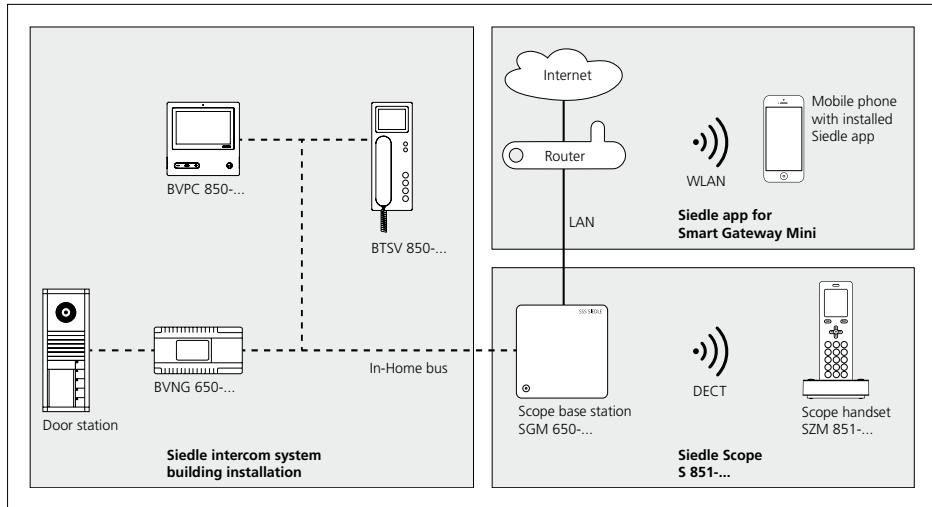 BVPC 850-...
BTSV 850-...
Door station
BVNG 650-...
In-Home bus
Siedle intercom system
building installation
Internet
Router
LAN
WLAN
Mobile phone
with installed
Siedle app
Siedle app for
Smart Gateway Mini
SSS SIEDLE
Scope base station
SGM 650-...
DECT
Scope handset
SZM 851-...
Siedle Scope
S 851-...